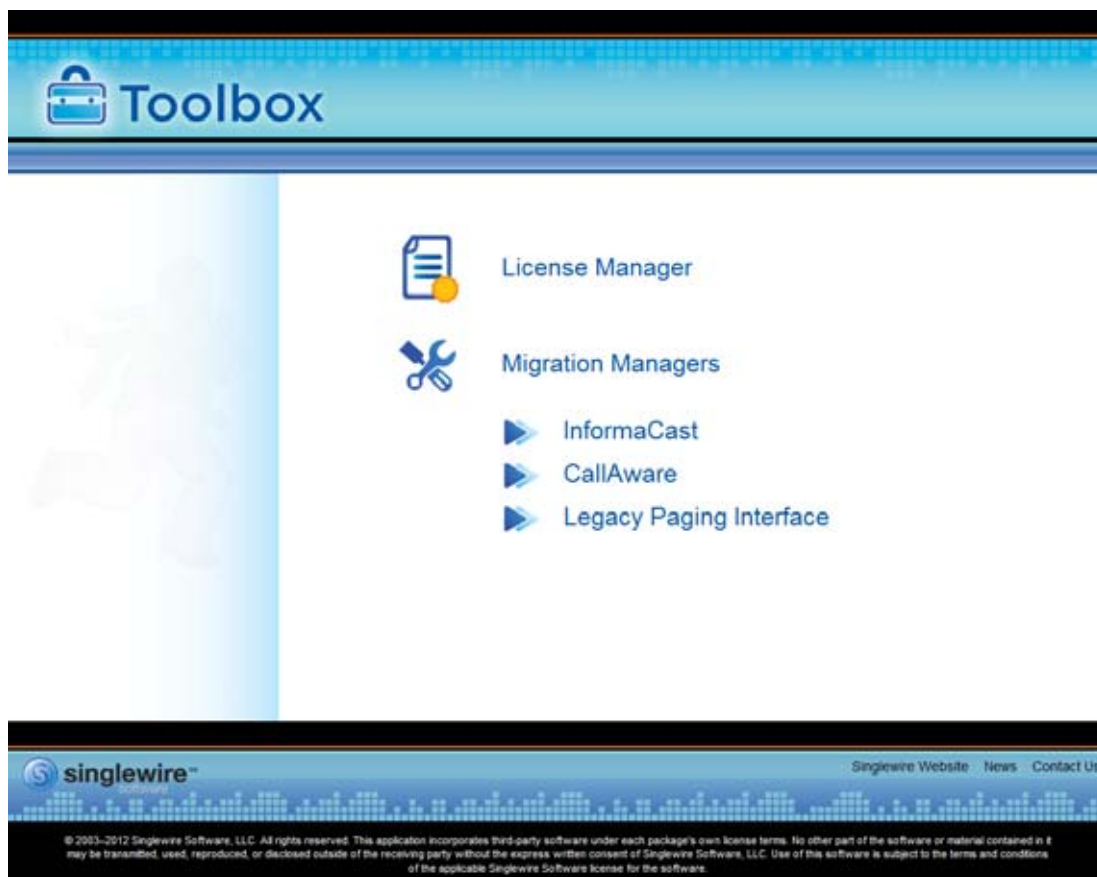 Toolbox
License Manager
Migration Managers
InformaCast
CallAware
Legacy Paging Interface
singlewire™
software
Singlewire Website News Contact Us
© 2003–2012 Singlewire Software, LLC. All rights reserved. This application incorporates third-party software under each package's own license terms. No other part of the software or material contained in it
may be transmitted, used, reproduced, or disclosed outside of the receiving party without the express written consent of Singlewire Software, LLC. Use of this software is subject to the terms and conditions
of the applicable Singlewire Software license for the software.